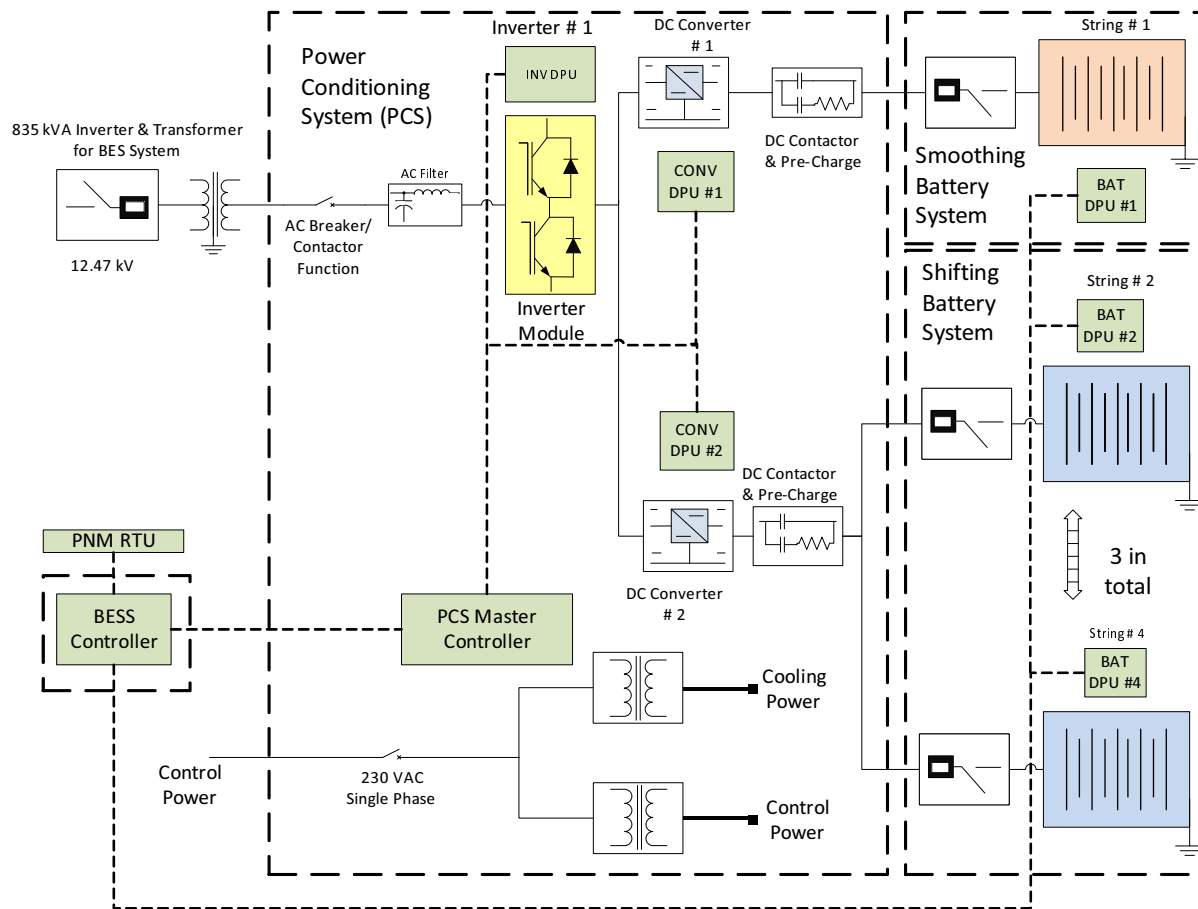 835 kVA Inverter & Transformer
for BES System
12.47 kV
Power
Conditioning
System (PCS)
AC Breaker/
Contactor
Function
AC Filter
Inverter # 1
INV DPU
Inverter
Module
DC Converter
# 1
DC Contactor
& Pre-Charge
CONV
DPU #1
CONV
DPU #2
DC Contactor
& Pre-Charge
DC Converter
# 2
String # 1
Smoothing
Battery
System
BAT
DPU #1
Shifting
Battery
System
String # 2
BAT
DPU #2
3 in
total
String # 4
BAT
DPU #4
PNM RTU
BESS
Controller
PCS Master
Controller
Control
Power
230 VAC
Single Phase
Cooling
Power
Control
Power